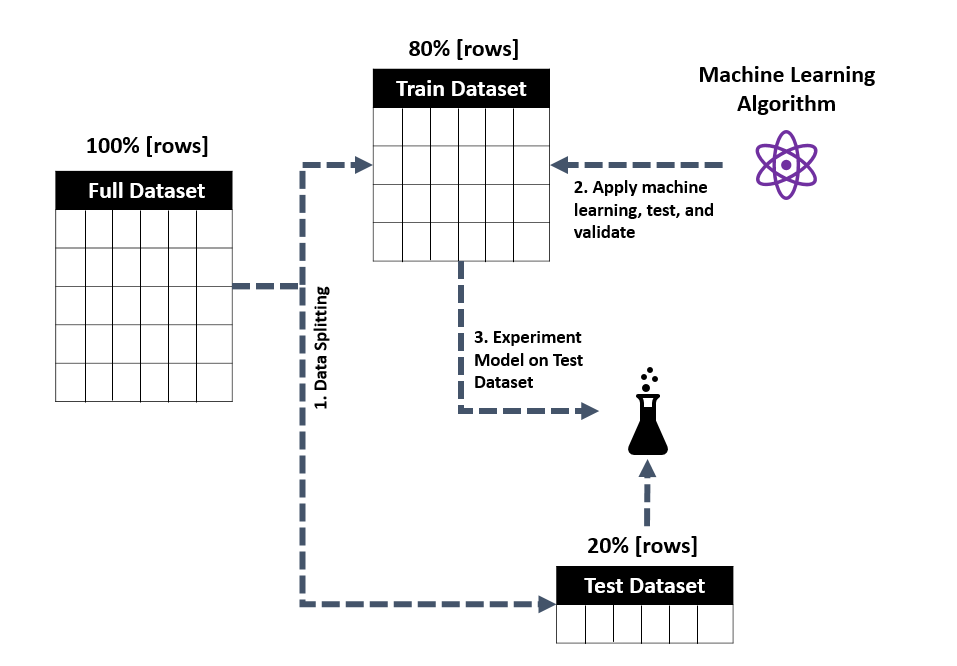 100% [rows]
Full Dataset
1. Data Splitting
80% [rows]
Train Dataset
Machine Learning
Algorithm
2. Apply machine
learning, test, and
validate
3. Experiment
Model on Test
Dataset
20% [rows]
Test Dataset